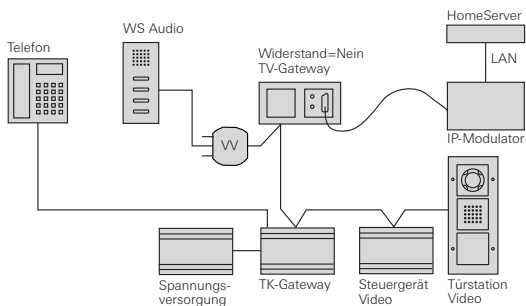 HomeServer
WS Audio
Telefon
Widerstand=Nein
TV-Gateway
LAN
IP-Modulator
VV
Spannungs-
versorgung
TK-Gateway
Steuergerät
Video
Türstation
Video